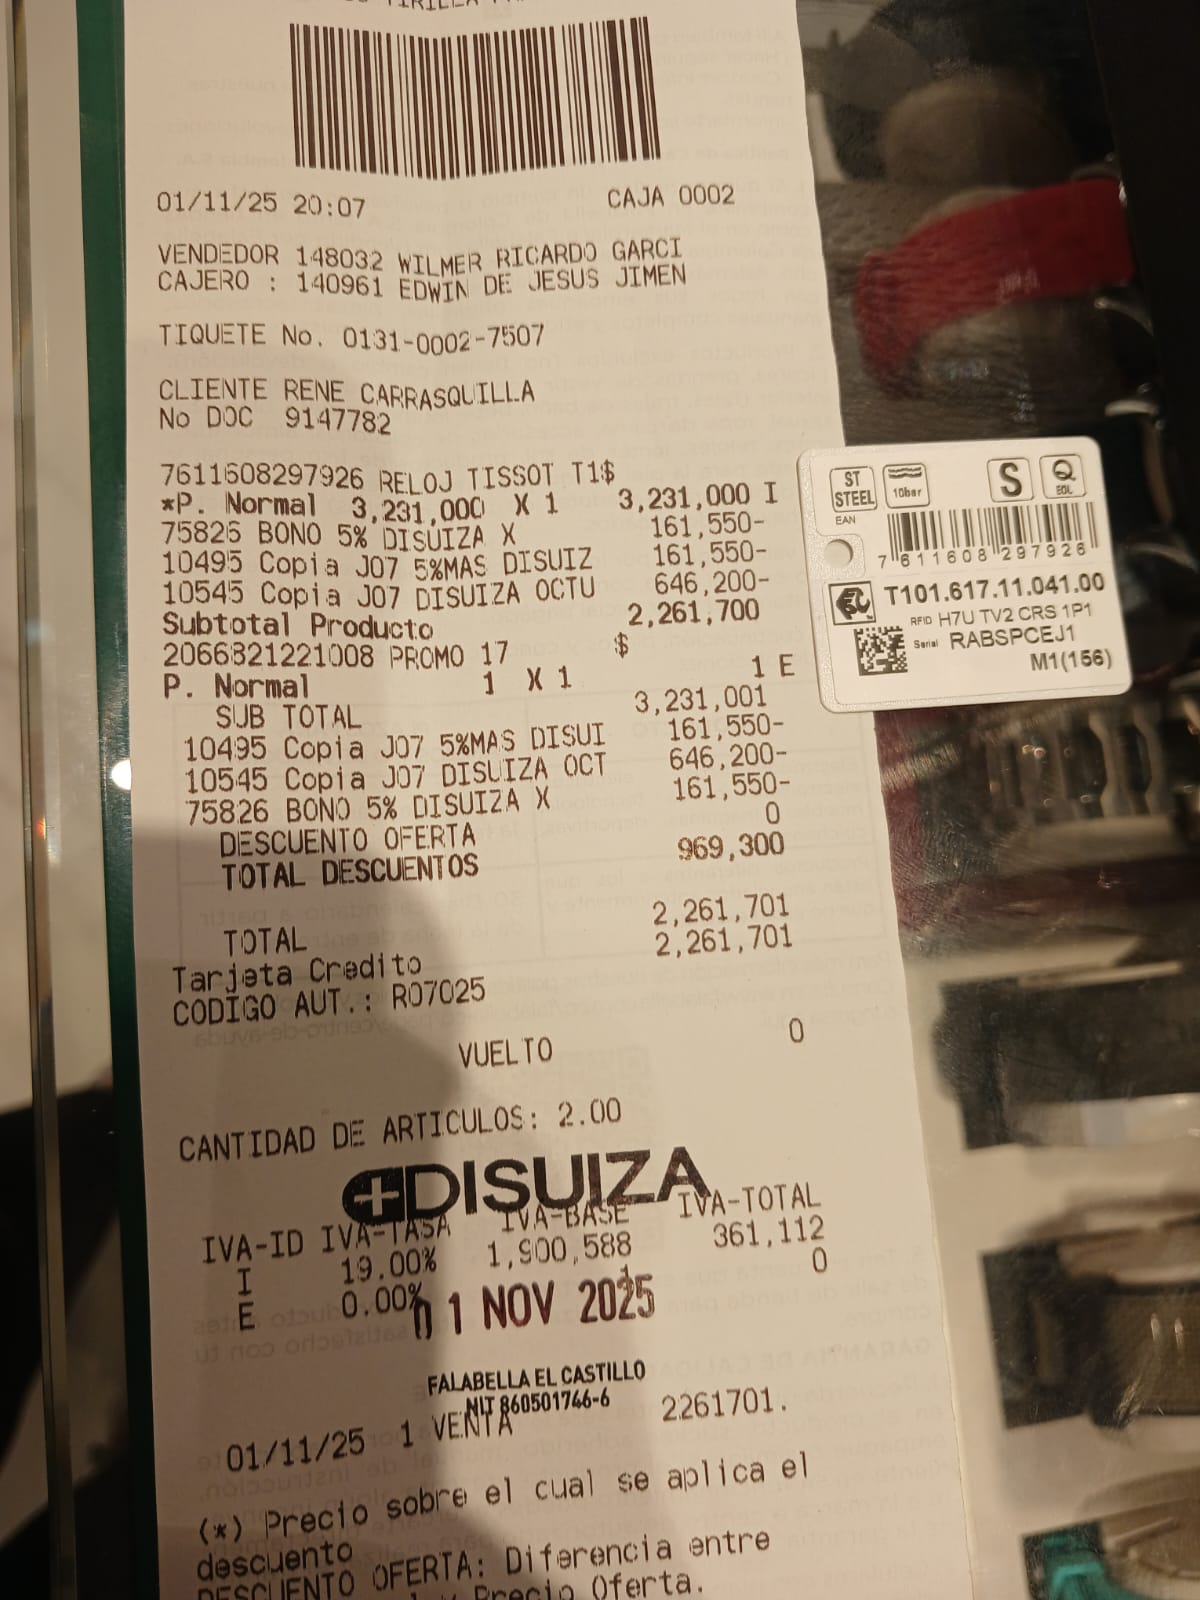 01/11/25 20:07 CAJA 0002
VENDEDOR 148032 WILMER RICARDO GARCI
CAJERO : 140961 EDWIN DE JESUS JIMEN
TIQUETE No. 0131-0002-7507
CLIENTE RENE CARRASQUILLA
No DOC 9147782
7611608297926 RELOJ TISSOT T1$
*P. Normal 3,231,000 X 1 3,231,000 I
75826 BONO 5% DISUIZA X 161,550-
10495 Copia J07 5%MAS DISUIZ 161,550-
10545 Copia J07 DISUIZA OCTU 646,200-
Subtotal Producto 2,261,700
2066821221008 PROMO 17 $
P. Normal 1 X 1 1 E
SUB TOTAL 3,231,001
10495 Copia J07 5%MAS DISUI 161,550-
10545 Copia J07 DISUIZA OCT 646,200-
75826 BONO 5% DISUIZA X 161,550-
DESCUENTO OFERTA 0
TOTAL DESCUENTOS 969,300
TOTAL 2,261,701
Tarjeta Credito 2,261,701
CODIGO AUT.: R07025
VUELTO 0
CANTIDAD DE ARTICULOS: 2.00
DISUIZA
IVA-ID IVA-TASA IVA-BASE IVA-TOTAL
I 19.00% 1,900,588 361,112
E 0.00% 1 0
01 NOV 2025
FALABELLA EL CASTILLO
NIT 860501746-6
01/11/25 1 VENTA 2261701.
(*) Precio sobre el cual se aplica el
descuento
DESCUENTO OFERTA: Diferencia entre
Precio Oferta.
ST STEEL
10bar
S
Q
EOL
EAN
7 611608 297926
T101.617.11.041.00
RFID H7U TV2 CRS 1P1
Serial RABSPCEJ1
M1(156)